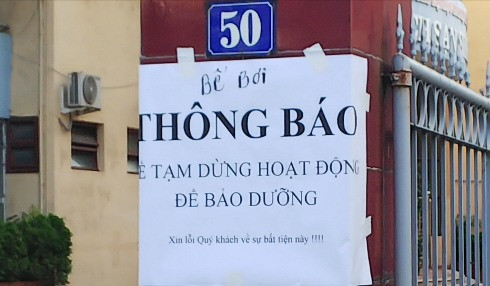 50
Bể Bơi
THÔNG BÁO
VỀ TẠM DỪNG HOẠT ĐỘNG
ĐỂ BẢO DƯỠNG
Xin lỗi Quý khách về sự bất tiện này !!!!